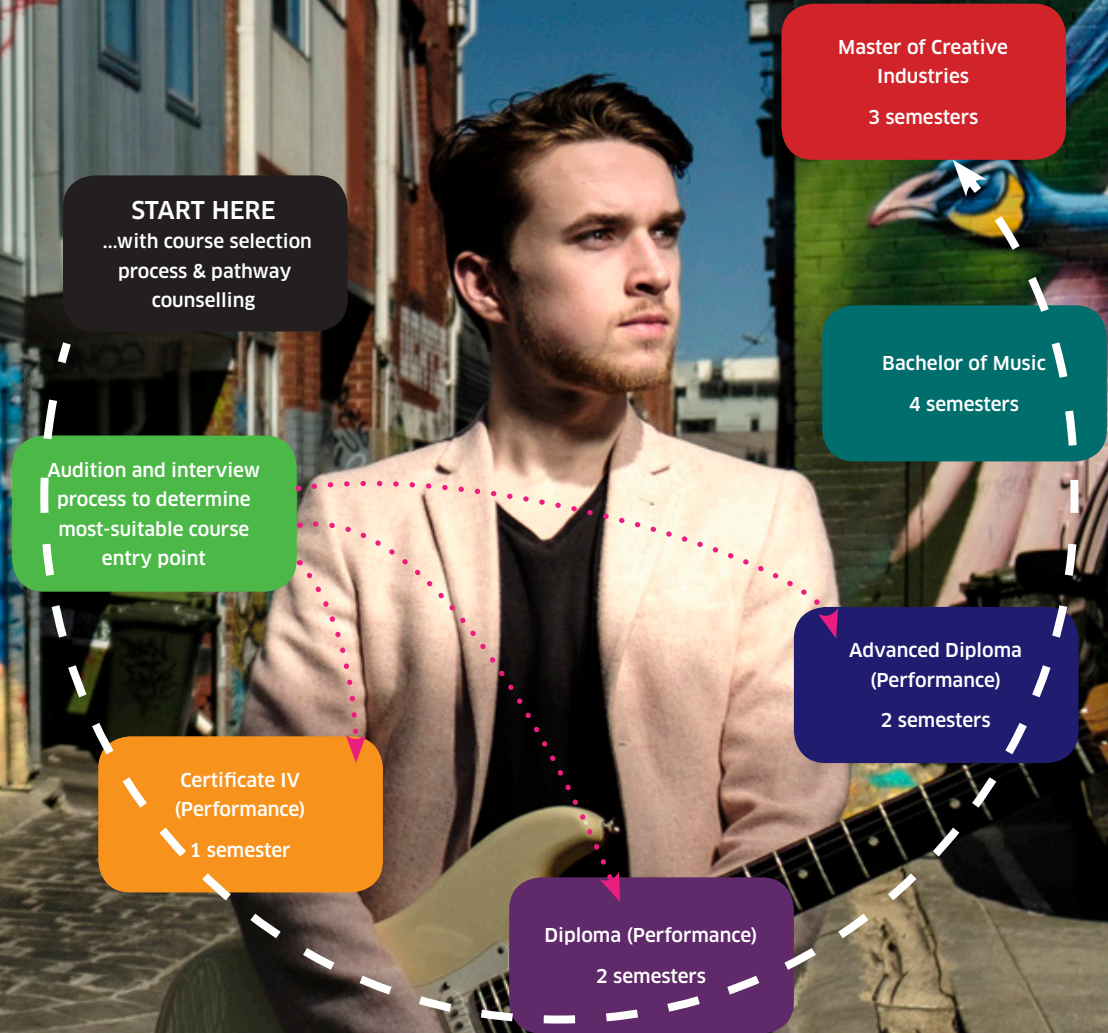 START HERE
...with course selection
process & pathway
counselling
Audition and interview
process to determine
most-suitable course
entry point
Certificate IV
(Performance)
1 semester
Diploma (Performance)
2 semesters
Advanced Diploma
(Performance)
2 semesters
Bachelor of Music
4 semesters
Master of Creative
Industries
3 semesters